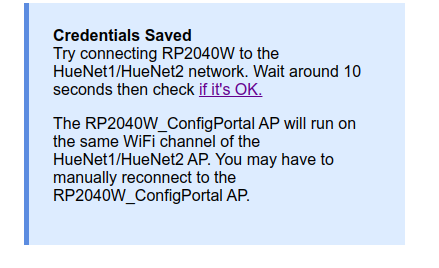 Credentials Saved
Try connecting RP2040W to the
HueNet1/HueNet2 network. Wait around 10
seconds then check if it's OK.
The RP2040W_ConfigPortal AP will run on
the same WiFi channel of the
HueNet1/HueNet2 AP. You may have to
manually reconnect to the
RP2040W_ConfigPortal AP.